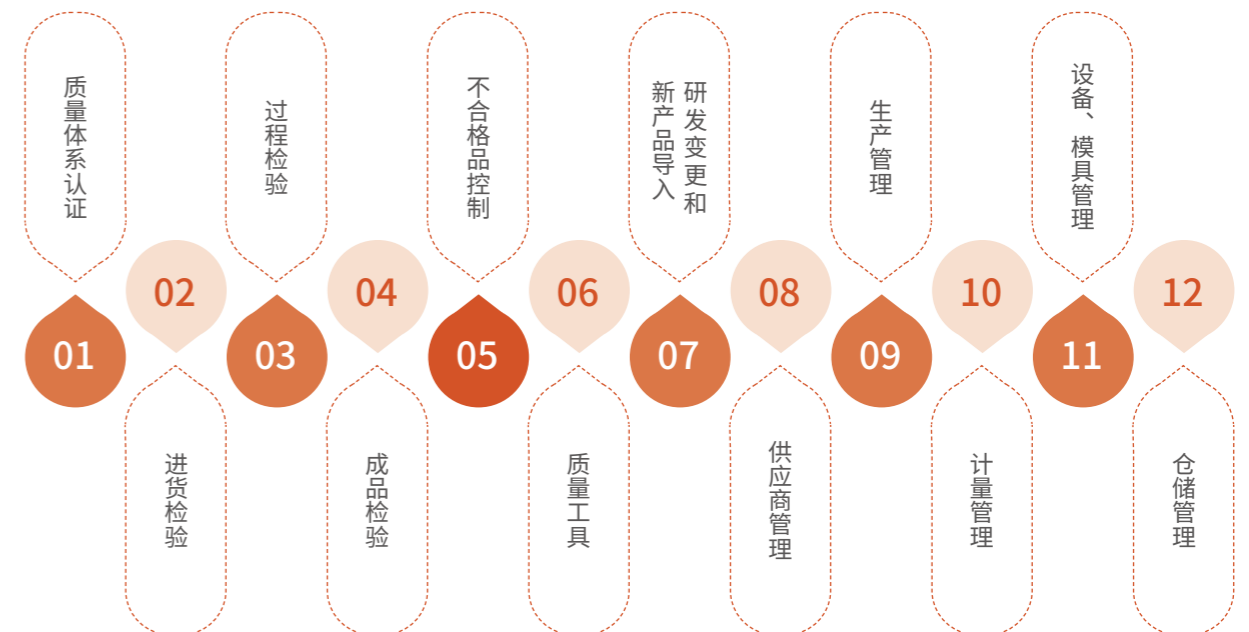 01
质量体系认证
02
进货检验
03
过程检验
04
成品检验
05
不合格品控制
06
质量工具
07
研发变更和
新产品导入
08
供应商管理
09
生产管理
10
计量管理
11
设备、模具管理
12
仓储管理